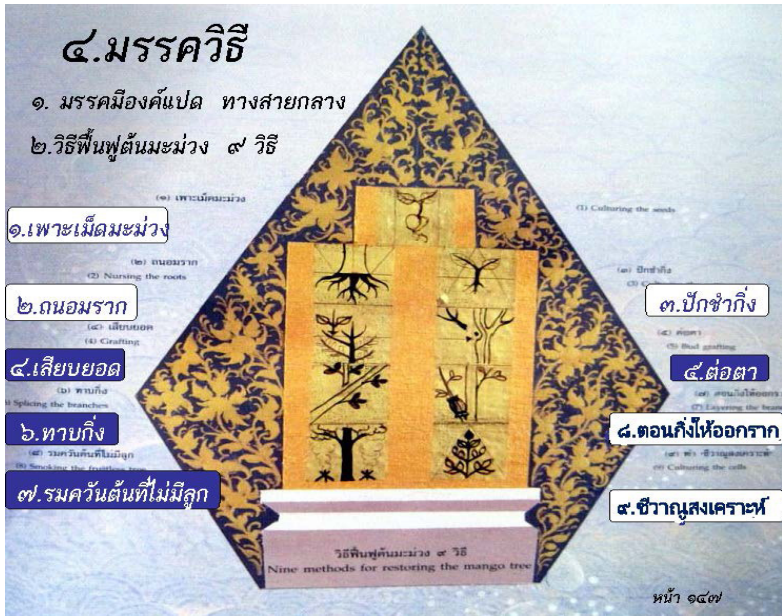 ๔.มรรควิธี
๑. มรรคมีองค์แปด ทางสายกลาง
๒.วิธีฟื้นฟูต้นมะม่วง ๙ วิธี
(๑) เพาะเม็ดมะม่วง
(1) Culturing the seeds
๑.เพาะเม็ดมะม่วง
(๒) ถนอมราก
(2) Nursing the roots
(๓) ปักชำกิ่ง
(3)
๒.ถนอมราก
๓.ปักชำกิ่ง
(๔) เสียบยอด
(4) Grafting
(๕) ต่อตา
(5) Bud grafting
๔.เสียบยอด
๕.ต่อตา
(๖) ทาบกิ่ง
Splicing the branches
(๗) ตอนกิ่งให้ออกราก
(7) Layering the
๖.ทาบกิ่ง
๘.ตอนกิ่งให้ออกราก
(๘) รมควันต้นที่ไม่มีลูก
(8) Smoking the fruitless tree
(๙) ทำ "ชีวาณูสงเคราะห์"
(9) Culturing the cells
๗.รมควันต้นที่ไม่มีลูก
๙.ชีวาณูสงเคราะห์
วิธีฟื้นฟูต้นมะม่วง ๙ วิธี
Nine methods for restoring the mango tree
หน้า ๑๔๗